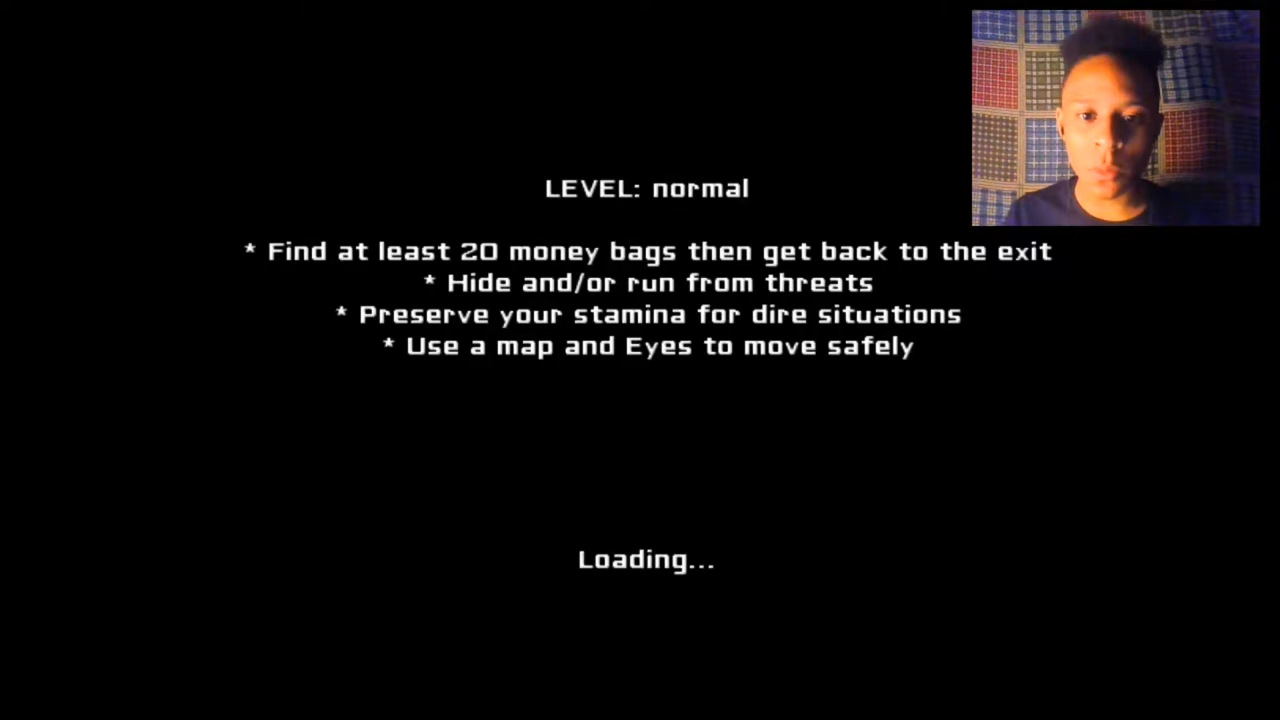 LEVEL: normal
* Find at least 20 money bags then get back to the exit
* Hide and/or run from threats
* Preserve your stamina for dire situations
* Use a map and Eyes to move safely
Loading...